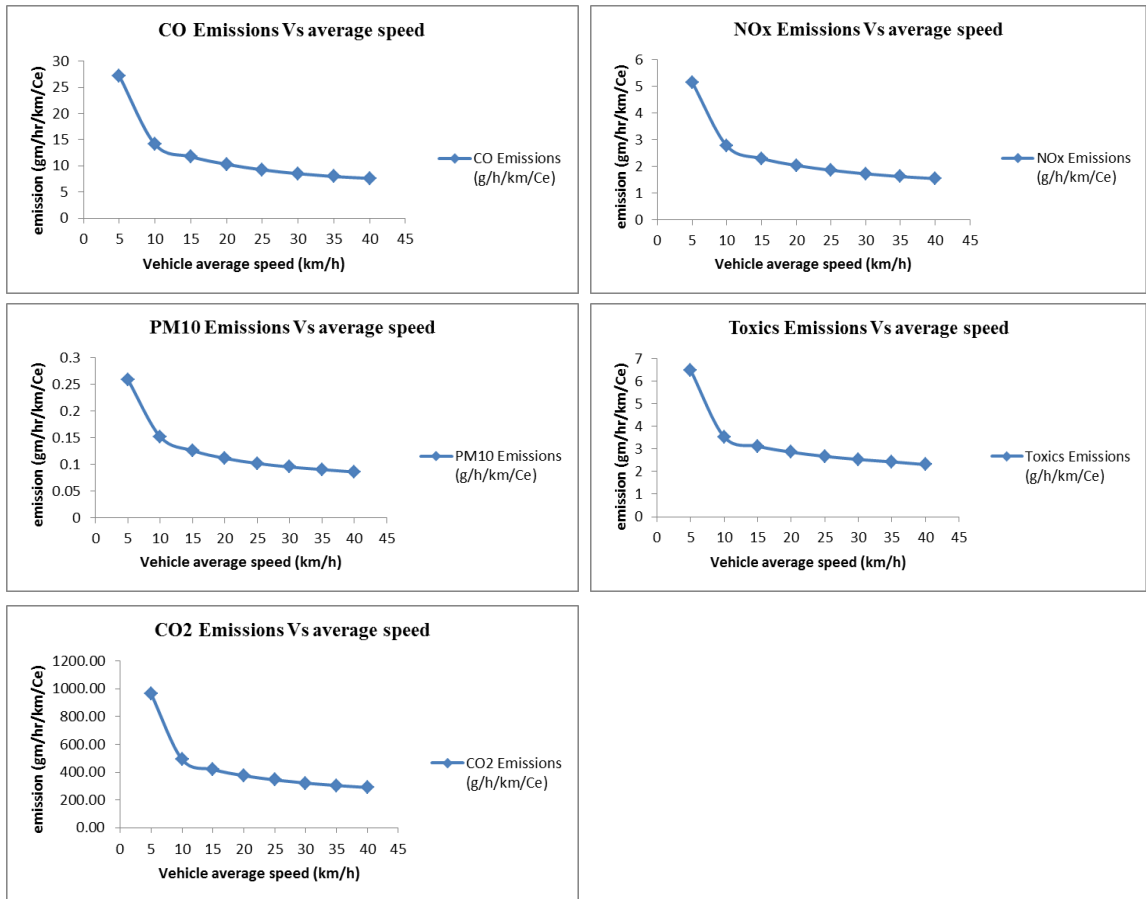 CO Emissions Vs average speed
emission (gm/hr/km/Ce)
30
25
20
15
10
5
0
0 5 10 15 20 25 30 35 40 45
Vehicle average speed (km/h)
CO Emissions
(g/h/km/Ce)
NOx Emissions Vs average speed
emission (gm/hr/km/Ce)
6
5
4
3
2
1
0
0 5 10 15 20 25 30 35 40 45
Vehicle average speed (km/h)
NOx Emissions
(g/h/km/Ce)
PM10 Emissions Vs average speed
emission (gm/hr/km/Ce)
0.3
0.25
0.2
0.15
0.1
0.05
0
0 5 10 15 20 25 30 35 40 45
Vehicle average speed (km/h)
PM10 Emissions
(g/h/km/Ce)
Toxics Emissions Vs average speed
emission (gm/hr/km/Ce)
7
6
5
4
3
2
1
0
0 5 10 15 20 25 30 35 40 45
Vehicle average speed (km/h)
Toxics Emissions
(g/h/km/Ce)
CO2 Emissions Vs average speed
emission (gm/hr/km/Ce)
1200.00
1000.00
800.00
600.00
400.00
200.00
0.00
0 5 10 15 20 25 30 35 40 45
Vehicle average speed (km/h)
CO2 Emissions
(g/h/km/Ce)